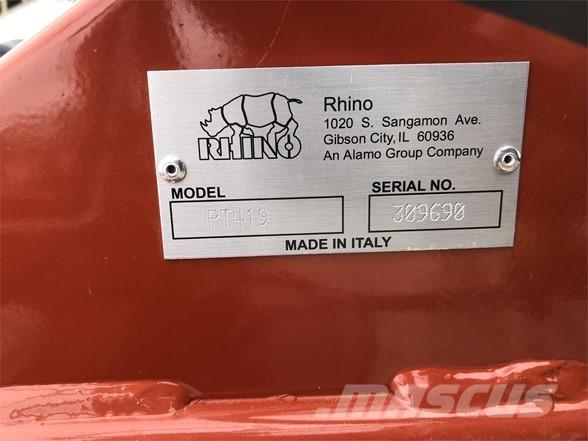 RHINO
Rhino
1020 S. Sangamon Ave.
Gibson City, IL 60936
An Alamo Group Company
MODEL
PT419
SERIAL NO.
309690
MADE IN ITALY
MASCUS